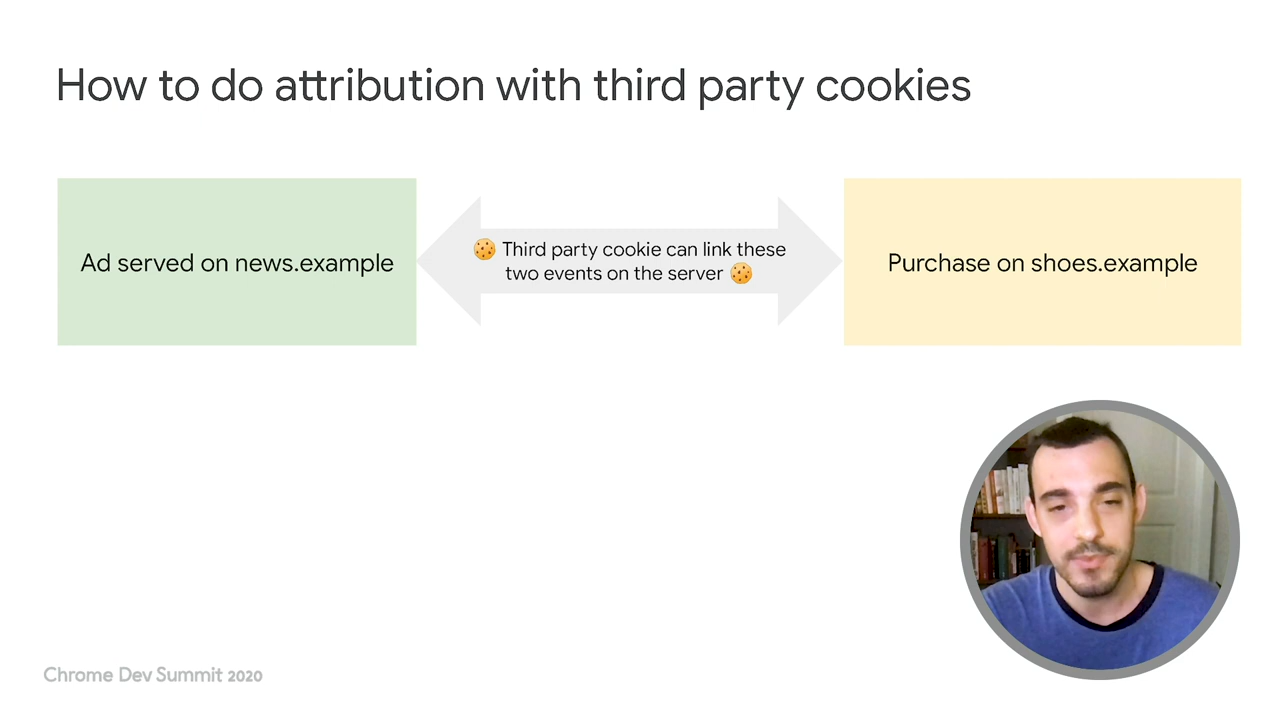 How to do attribution with third party cookies
Ad served on news.example
🍪 Third party cookie can link these
two events on the server 🍪
Purchase on shoes.example
Chrome Dev Summit 2020